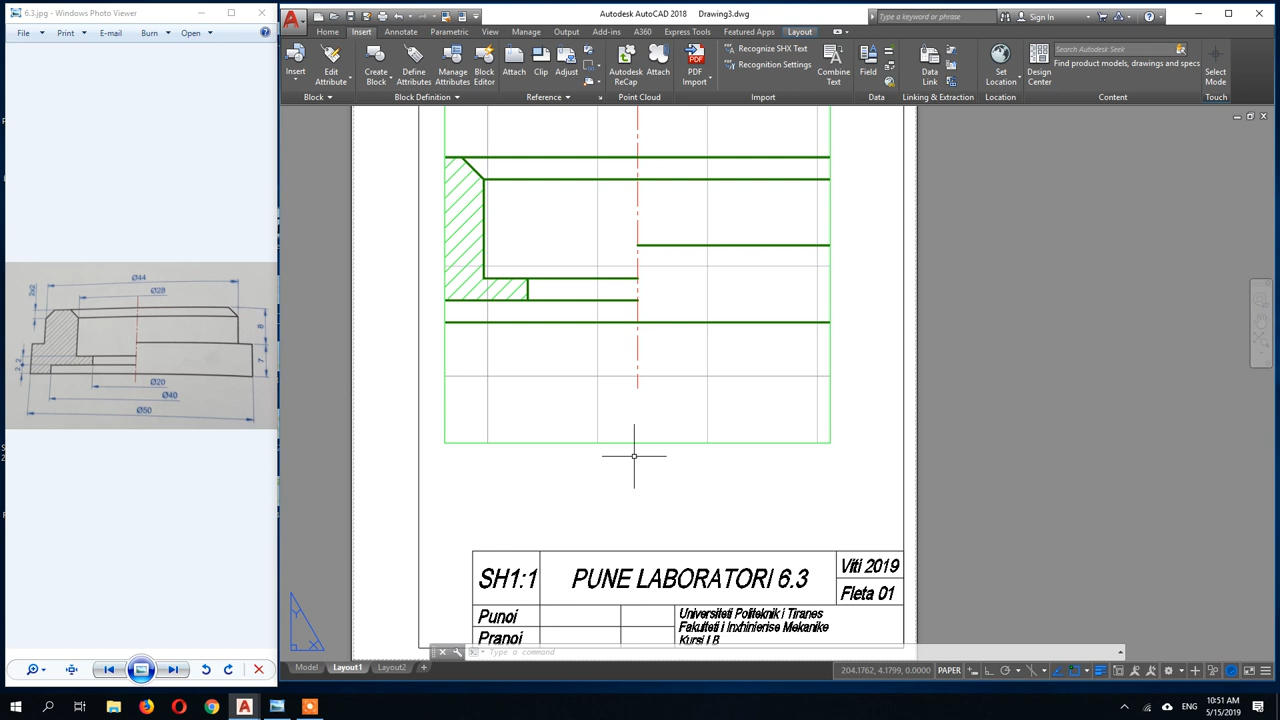 6.3.jpg - Windows Photo Viewer
File Print E-mail Burn Open
Ø44
Ø28
2x2
8
7
2 2
Ø20
Ø40
Ø50
Autodesk AutoCAD 2018 Drawing3.dwg
Type a keyword or phrase
Sign In
Home Insert Annotate Parametric View Manage Output Add-ins A360 Express Tools Featured Apps Layout
Insert
Edit Attribute
Create Block
Define Attributes
Manage Attributes
Block Editor
Attach
Clip
Adjust
Autodesk ReCap
Attach
PDF
PDF Import
Recognize SHX Text
Recognition Settings
Combine Text
Field
Data Link
Set Location
Design Center
Search Autodesk Seek
Find product models, drawings and specs
Select Mode
Block Block Definition Reference Point Cloud Import Data Linking & Extraction Location Content Touch
SH1:1 PUNE LABORATORI 6.3 Viti 2019
Fleta 01
Punoi
Pranoi
Universiteti Politeknik i Tiranes
Fakulteti i Inxhinierise Mekanike
Kursi I B
Y
X
Type a command
Model Layout1 Layout2 +
204.1762, 4.1799, 0.0000 PAPER
ENG
10:51 AM
5/15/2019